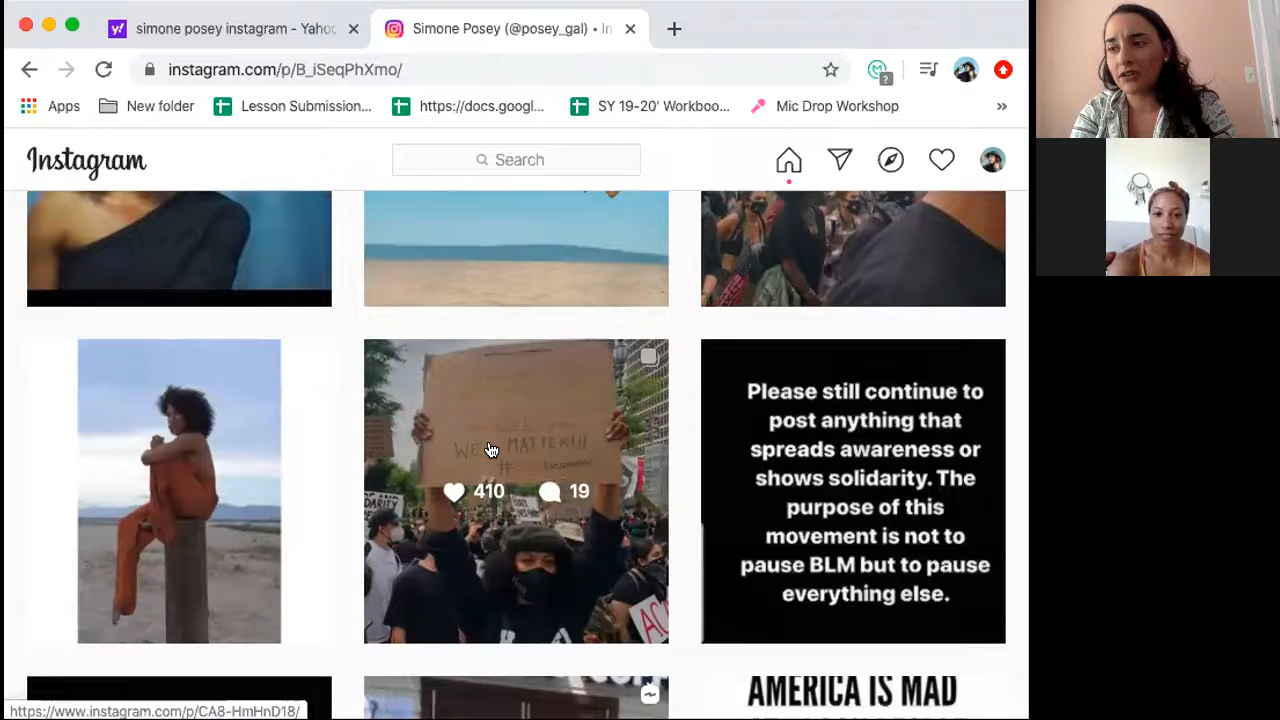 simone posey instagram - Yahoo
Simone Posey (@posey_gal) • In
instagram.com/p/B_iSeqPhXmo/
Apps
New folder
Lesson Submission...
https://docs.googl...
SY 19-20' Workboo...
Mic Drop Workshop
»
Instagram
Search
WE MATTER!!!
#
410
19
Please still continue to
post anything that
spreads awareness or
shows solidarity. The
purpose of this
movement is not to
pause BLM but to pause
everything else.
AMERICA IS MAD
https://www.instagram.com/p/CA8-HmHnD18/